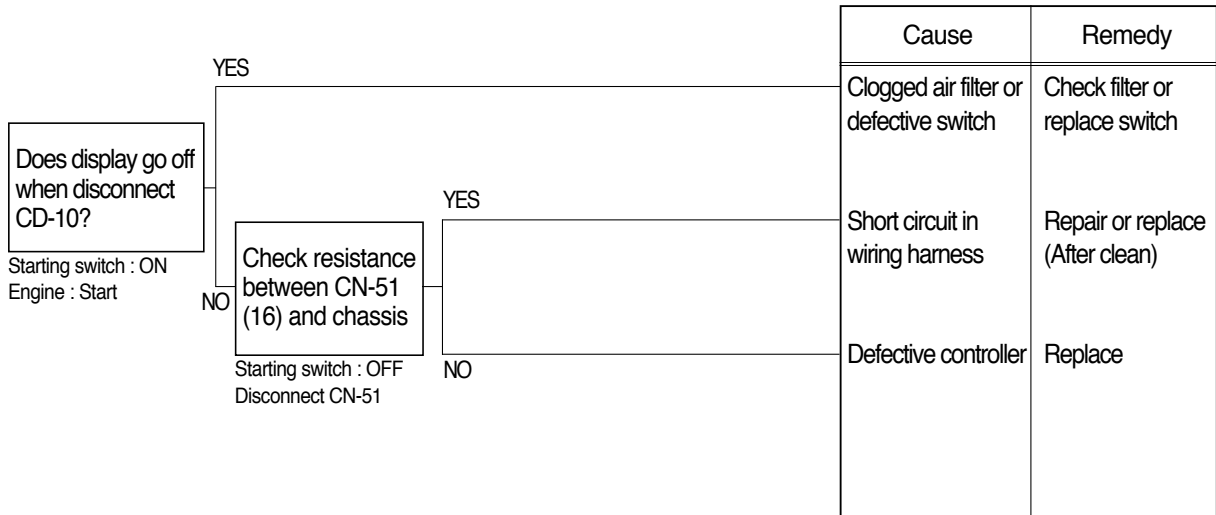 Cause
Remedy
YES
Clogged air filter or
defective switch
Check filter or
replace switch
Does display go off
when disconnect
CD-10?
Starting switch : ON
Engine : Start
NO
Check resistance
between CN-51
(16) and chassis
Starting switch : OFF
Disconnect CN-51
YES
Short circuit in
wiring harness
Repair or replace
(After clean)
NO
Defective controller
Replace